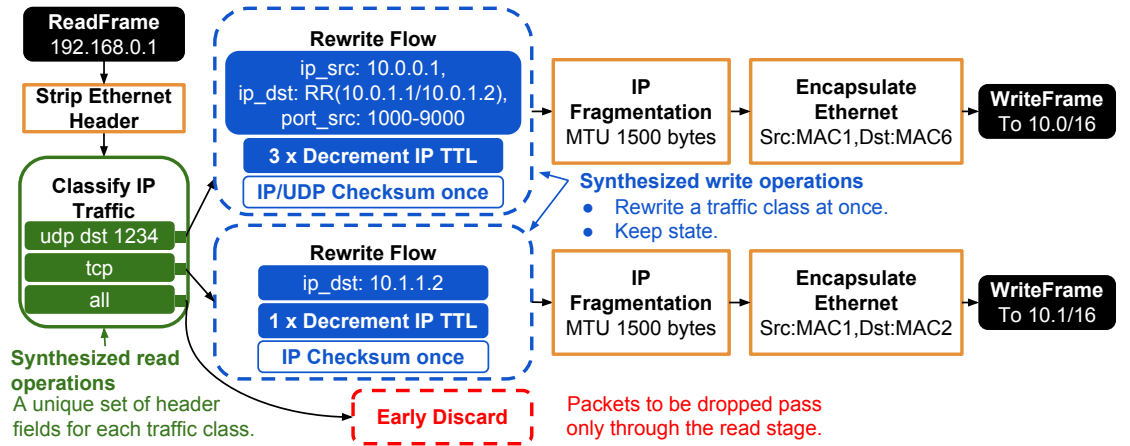 ReadFrame
192.168.0.1
Strip Ethernet
Header
Classify IP
Traffic
udp dst 1234
tcp
all
Synthesized read
operations
A unique set of header
fields for each traffic class.
Rewrite Flow
ip_src: 10.0.0.1,
ip_dst: RR(10.0.1.1/10.0.1.2),
port_src: 1000-9000
3 x Decrement IP TTL
IP/UDP Checksum once
Rewrite Flow
ip_dst: 10.1.1.2
1 x Decrement IP TTL
IP Checksum once
Early Discard
IP
Fragmentation
MTU 1500 bytes
Encapsulate
Ethernet
Src:MAC1,Dst:MAC6
WriteFrame
To 10.0/16
Synthesized write operations
● Rewrite a traffic class at once.
● Keep state.
IP
Fragmentation
MTU 1500 bytes
Encapsulate
Ethernet
Src:MAC1,Dst:MAC2
WriteFrame
To 10.1/16
Packets to be dropped pass
only through the read stage.